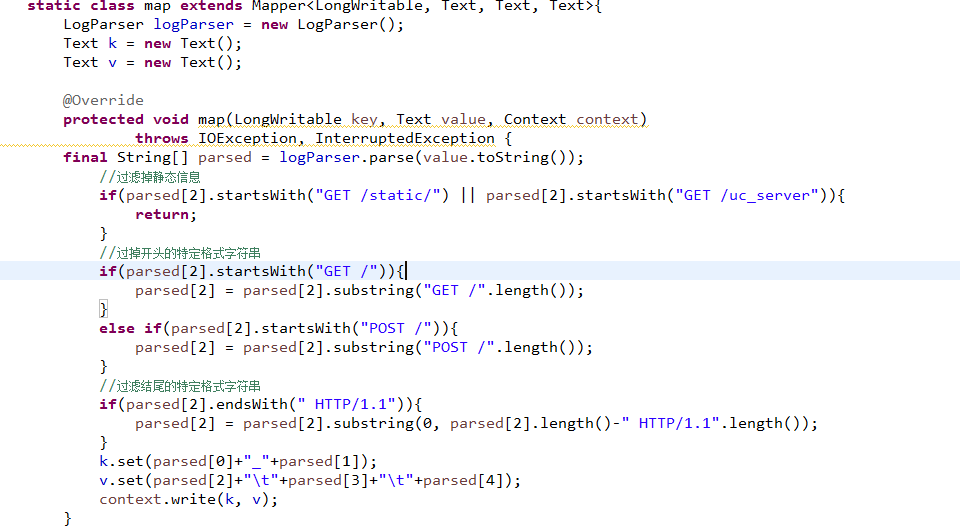 static class map extends Mapper<LongWritable, Text, Text, Text>{
LogParser logParser = new LogParser();
Text k = new Text();
Text v = new Text();
@Override
protected void map(LongWritable key, Text value, Context context)
throws IOException, InterruptedException {
final String[] parsed = logParser.parse(value.toString());
//过滤掉静态信息
if(parsed[2].startsWith("GET /static/") || parsed[2].startsWith("GET /uc_server")){
return;
}
//过掉开头的特定格式字符串
if(parsed[2].startsWith("GET /")){
parsed[2] = parsed[2].substring("GET /".length());
}
else if(parsed[2].startsWith("POST /")){
parsed[2] = parsed[2].substring("POST /".length());
}
//过滤结尾的特定格式字符串
if(parsed[2].endsWith(" HTTP/1.1")){
parsed[2] = parsed[2].substring(0, parsed[2].length()-" HTTP/1.1".length());
}
k.set(parsed[0]+"_"+parsed[1]);
v.set(parsed[2]+"\t"+parsed[3]+"\t"+parsed[4]);
context.write(k, v);
}